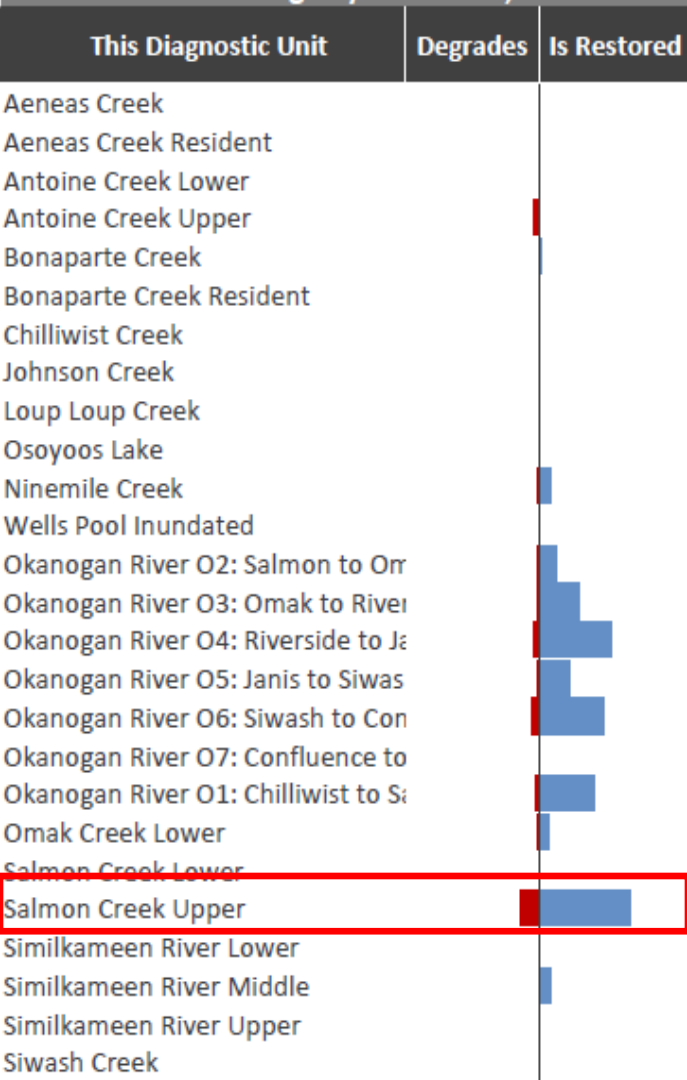 This Diagnostic Unit Degrades Is Restored
Aeneas Creek
Aeneas Creek Resident
Antoine Creek Lower
Antoine Creek Upper
Bonaparte Creek
Bonaparte Creek Resident
Chilliwist Creek
Johnson Creek
Loup Loup Creek
Osoyoos Lake
Ninemile Creek
Wells Pool Inundated
Okanogan River O2: Salmon to Om
Okanogan River O3: Omak to River
Okanogan River O4: Riverside to Ja
Okanogan River O5: Janis to Siwas
Okanogan River O6: Siwash to Con
Okanogan River O7: Confluence to
Okanogan River O1: Chilliwist to Sa
Omak Creek Lower
Salmon Creek Lower
Salmon Creek Upper
Similkameen River Lower
Similkameen River Middle
Similkameen River Upper
Siwash Creek